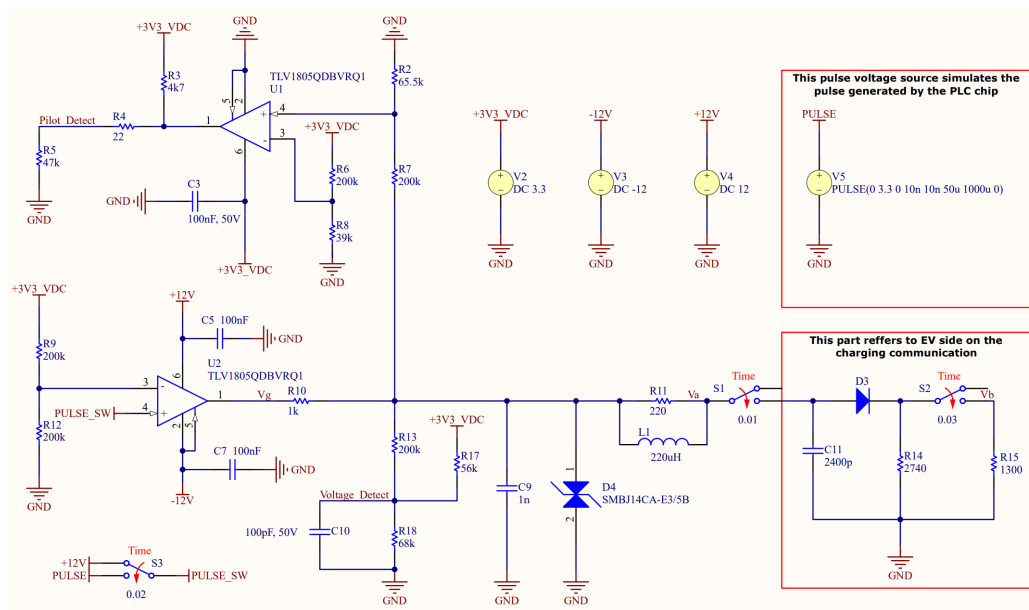 +3V3_VDC
GND
GND
R3
4k7
TLV1805QDBVRQ1
U1
R2
65.5k
5
2
+
4
Pilot_Detect
R4
22
1
-
3
+3V3_VDC
R5
47k
6
R6
200k
R7
200k
C3
GND
100nF, 50V
R8
39k
GND
+3V3_VDC
GND
+3V3_VDC
-12V
+12V
V2
DC 3.3
V3
DC -12
V4
DC 12
GND
GND
GND
This pulse voltage source simulates the
pulse generated by the PLC chip
PULSE
V5
PULSE(0 3.3 0 10n 10n 50u 1000u 0)
GND
+3V3_VDC
+12V
C5 100nF
GND
R9
200k
U2
TLV1805QDBVRQ1
6
3
-
PULSE_SW
4
+
1
Vg
R10
1k
2
5
R12
200k
C7 100nF
GND
-12V
GND
+3V3_VDC
R13
200k
R17
56k
Voltage_Detect
100pF, 50V
C10
R18
68k
GND
C9
1n
GND
1
D4
SMBJ14CA-E3/5B
2
GND
R11
220
Va
L1
220uH
S1
Time
0.01
This part reffers to EV side on the
charging communication
D3
S2
Time
Vb
0.03
C11
2400p
R14
2740
R15
1300
GND
Time
+12V
S3
PULSE
PULSE_SW
0.02